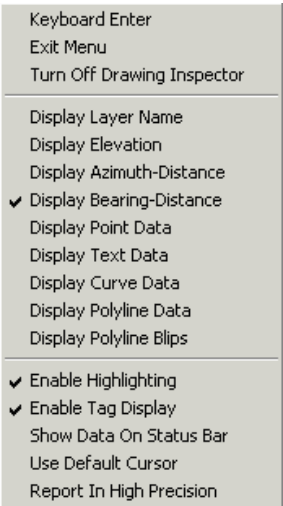 Keyboard Enter
Exit Menu
Turn Off Drawing Inspector
Display Layer Name
Display Elevation
Display Azimuth-Distance
Display Bearing-Distance
Display Point Data
Display Text Data
Display Curve Data
Display Polyline Data
Display Polyline Blips
Enable Highlighting
Enable Tag Display
Show Data On Status Bar
Use Default Cursor
Report In High Precision